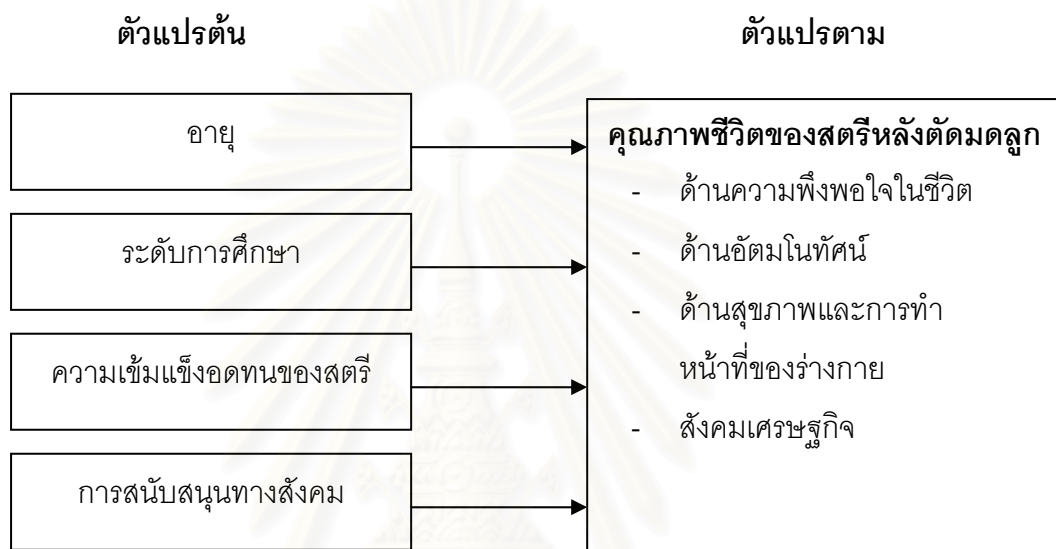 ตัวแปรต้น
ตัวแปรตาม
อายุ
ระดับการศึกษา
ความเข้มแข็งอดทนของสตรี
การสนับสนุนทางสังคม
คุณภาพชีวิตของสตรีหลังตัดมดลูก
- ด้านความพึงพอใจในชีวิต
- ด้านอัตมโนทัศน์
- ด้านสุขภาพและการทำ
หน้าที่ของร่างกาย
- สังคมเศรษฐกิจ